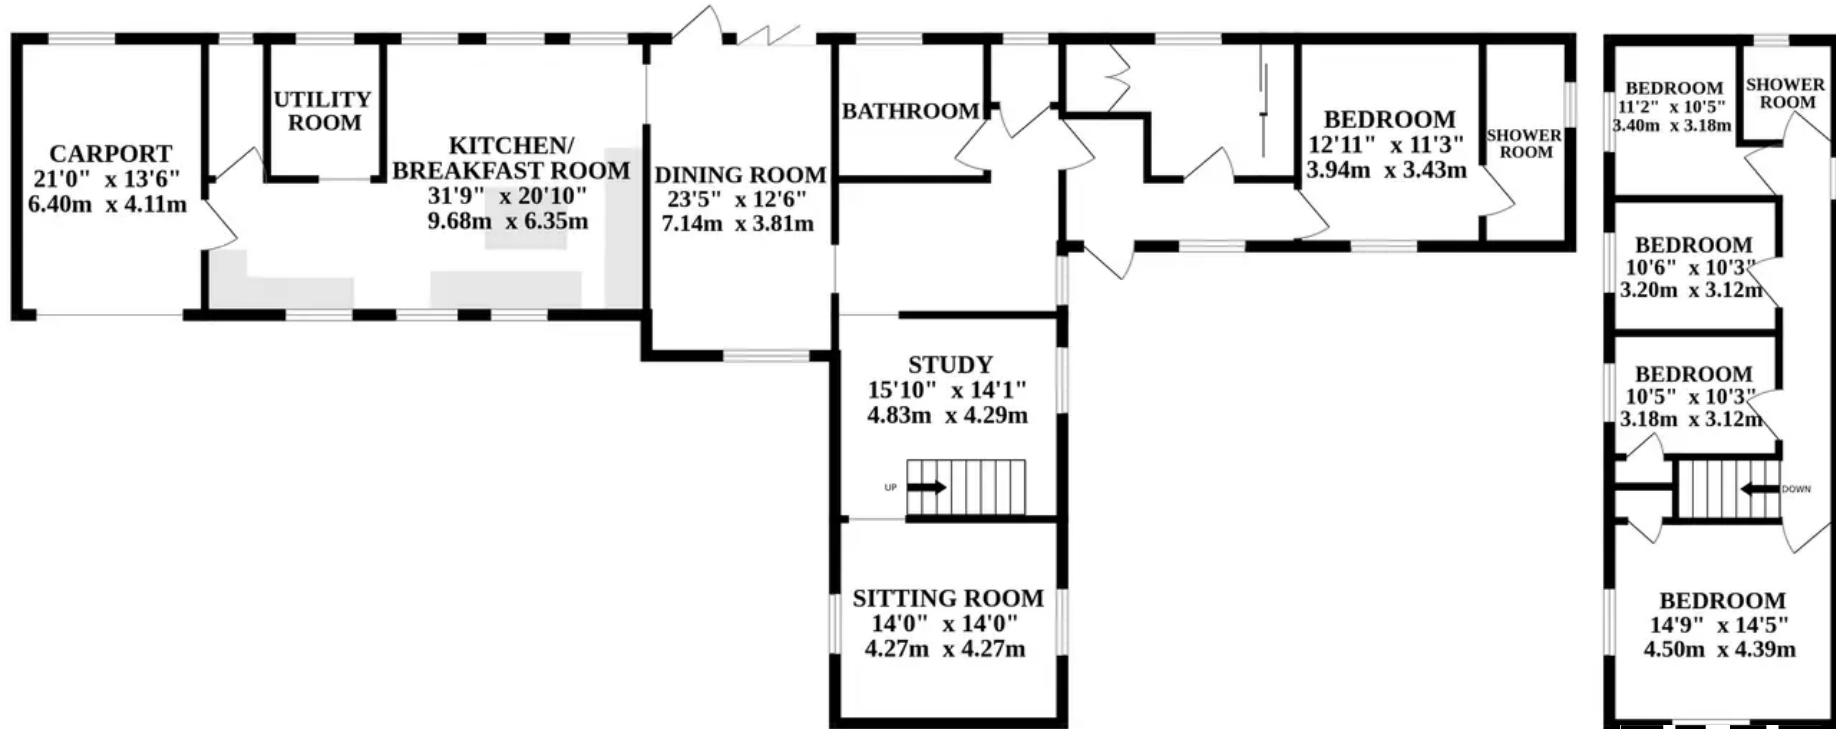 CARPORT
21'0" x 13'6"
6.40m x 4.11m
UTILITY
ROOM
KITCHEN/
BREAKFAST ROOM
31'9" x 20'10"
9.68m x 6.35m
DINING ROOM
23'5" x 12'6"
7.14m x 3.81m
BATHROOM
BEDROOM
12'11" x 11'3"
3.94m x 3.43m
SHOWER
ROOM
STUDY
15'10" x 14'1"
4.83m x 4.29m
UP
SITTING ROOM
14'0" x 14'0"
4.27m x 4.27m
BEDROOM
11'2" x 10'5"
3.40m x 3.18m
SHOWER
ROOM
BEDROOM
10'6" x 10'3"
3.20m x 3.12m
BEDROOM
10'5" x 10'3"
3.18m x 3.12m
DOWN
BEDROOM
14'9" x 14'5"
4.50m x 4.39m